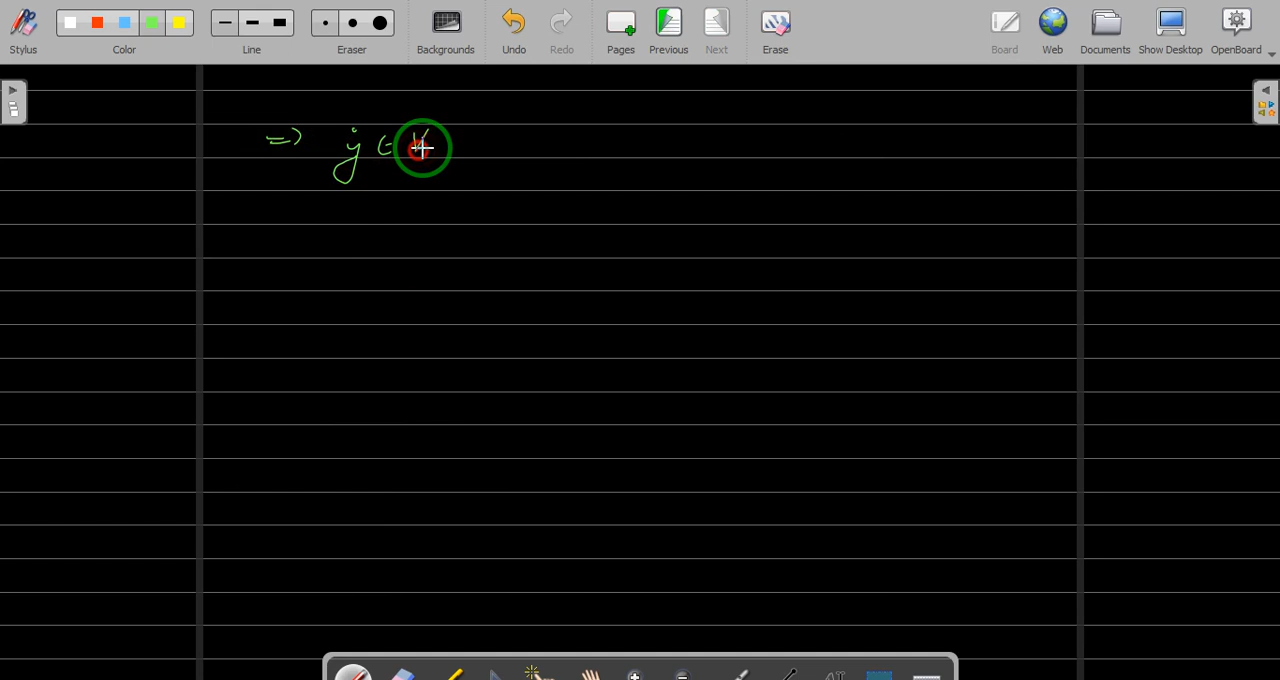 Stylus Color Line Eraser Backgrounds Undo Redo Pages Previous Next Erase Board Web Documents Show Desktop OpenBoard
=> j